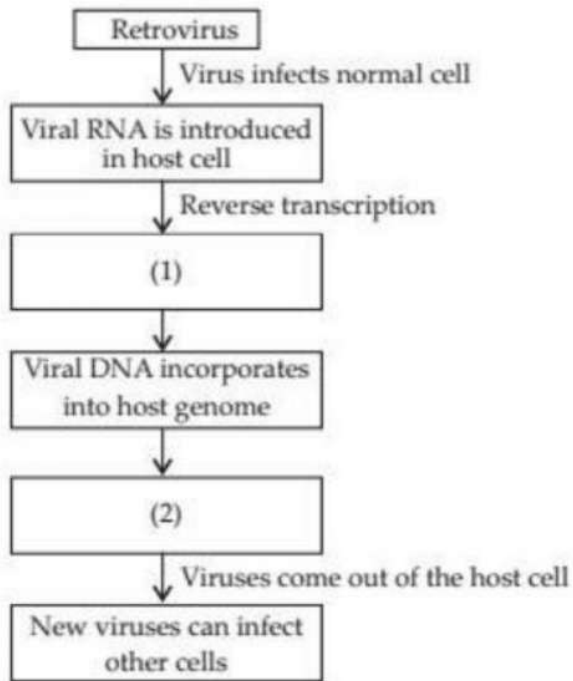 Retrovirus
Virus infects normal cell
Viral RNA is introduced
in host cell
Reverse transcription
(1)
Viral DNA incorporates
into host genome
(2)
Viruses come out of the host cell
New viruses can infect
other cells